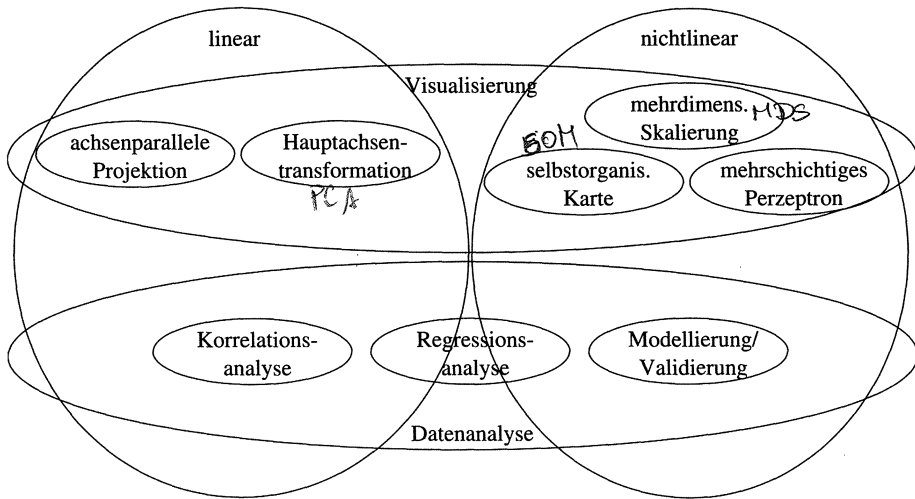 linear
nichtlinear
Visualisierung
mehrdimens.
Skalierung
MDS
achsenparallele
Projektion
Hauptachsen-
transformation
PCA
SOM
selbstorganis.
Karte
mehrschichtiges
Perzeptron
Korrelations-
analyse
Regressions-
analyse
Modellierung/
Validierung
Datenanalyse